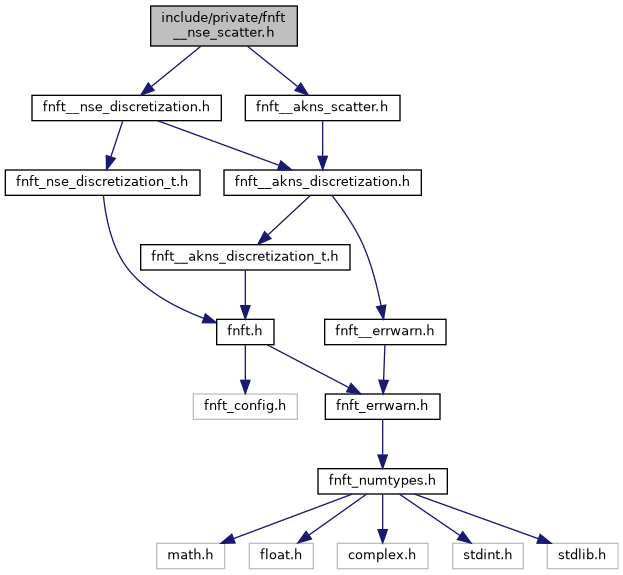 include/private/fnft
__nse_scatter.h
fnft__nse_discretization.h
fnft__akns_scatter.h
fnft_nse_discretization_t.h
fnft__akns_discretization.h
fnft__akns_discretization_t.h
fnft.h
fnft__errwarn.h
fnft_config.h
fnft_errwarn.h
fnft_numtypes.h
math.h
float.h
complex.h
stdint.h
stdlib.h